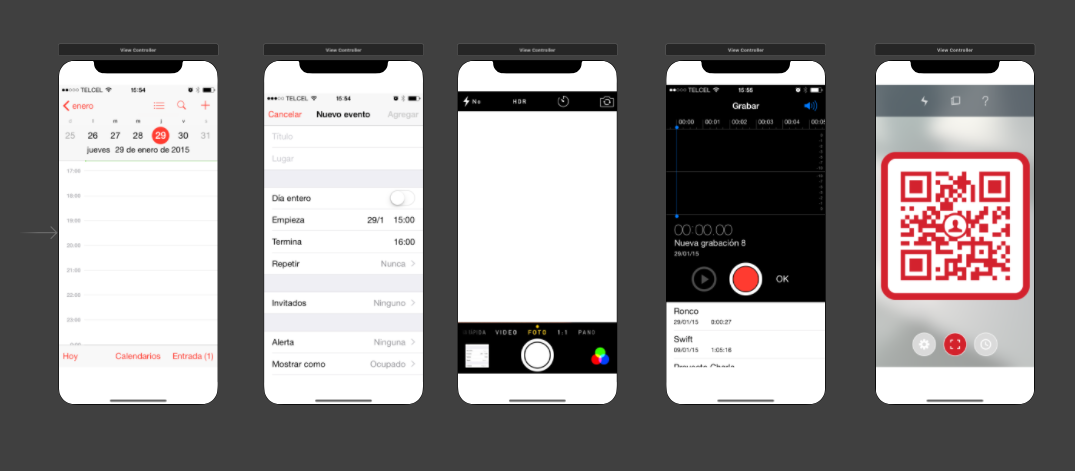 View Controller
TELCEL 15:54
enero
l m m j v s
25 26 27 28 29 30 31
jueves 29 de enero de 2015
17:00
18:00
19:00
20:00
21:00
22:00
23:00
Hoy Calendarios Entrada (1)
View Controller
TELCEL 15:54
Cancelar Nuevo evento Agregar
Título
Lugar
Día entero
Empieza 29/1 15:00
Termina 16:00
Repetir Nunca
Invitados Ninguno
Alerta Ninguna
Mostrar como Ocupado
View Controller
No HDR
VIDEO FOTO 1:1 PANO
View Controller
TELCEL 15:56
Grabar
00:00 00:01 00:02 00:03 00:04 00:05
00:00.00
Nueva grabación 8
29/01/15
OK
Ronco
29/01/15 0:00:27
Swift
09/01/15 1:05:16
Proyecto Charla
View Controller
?